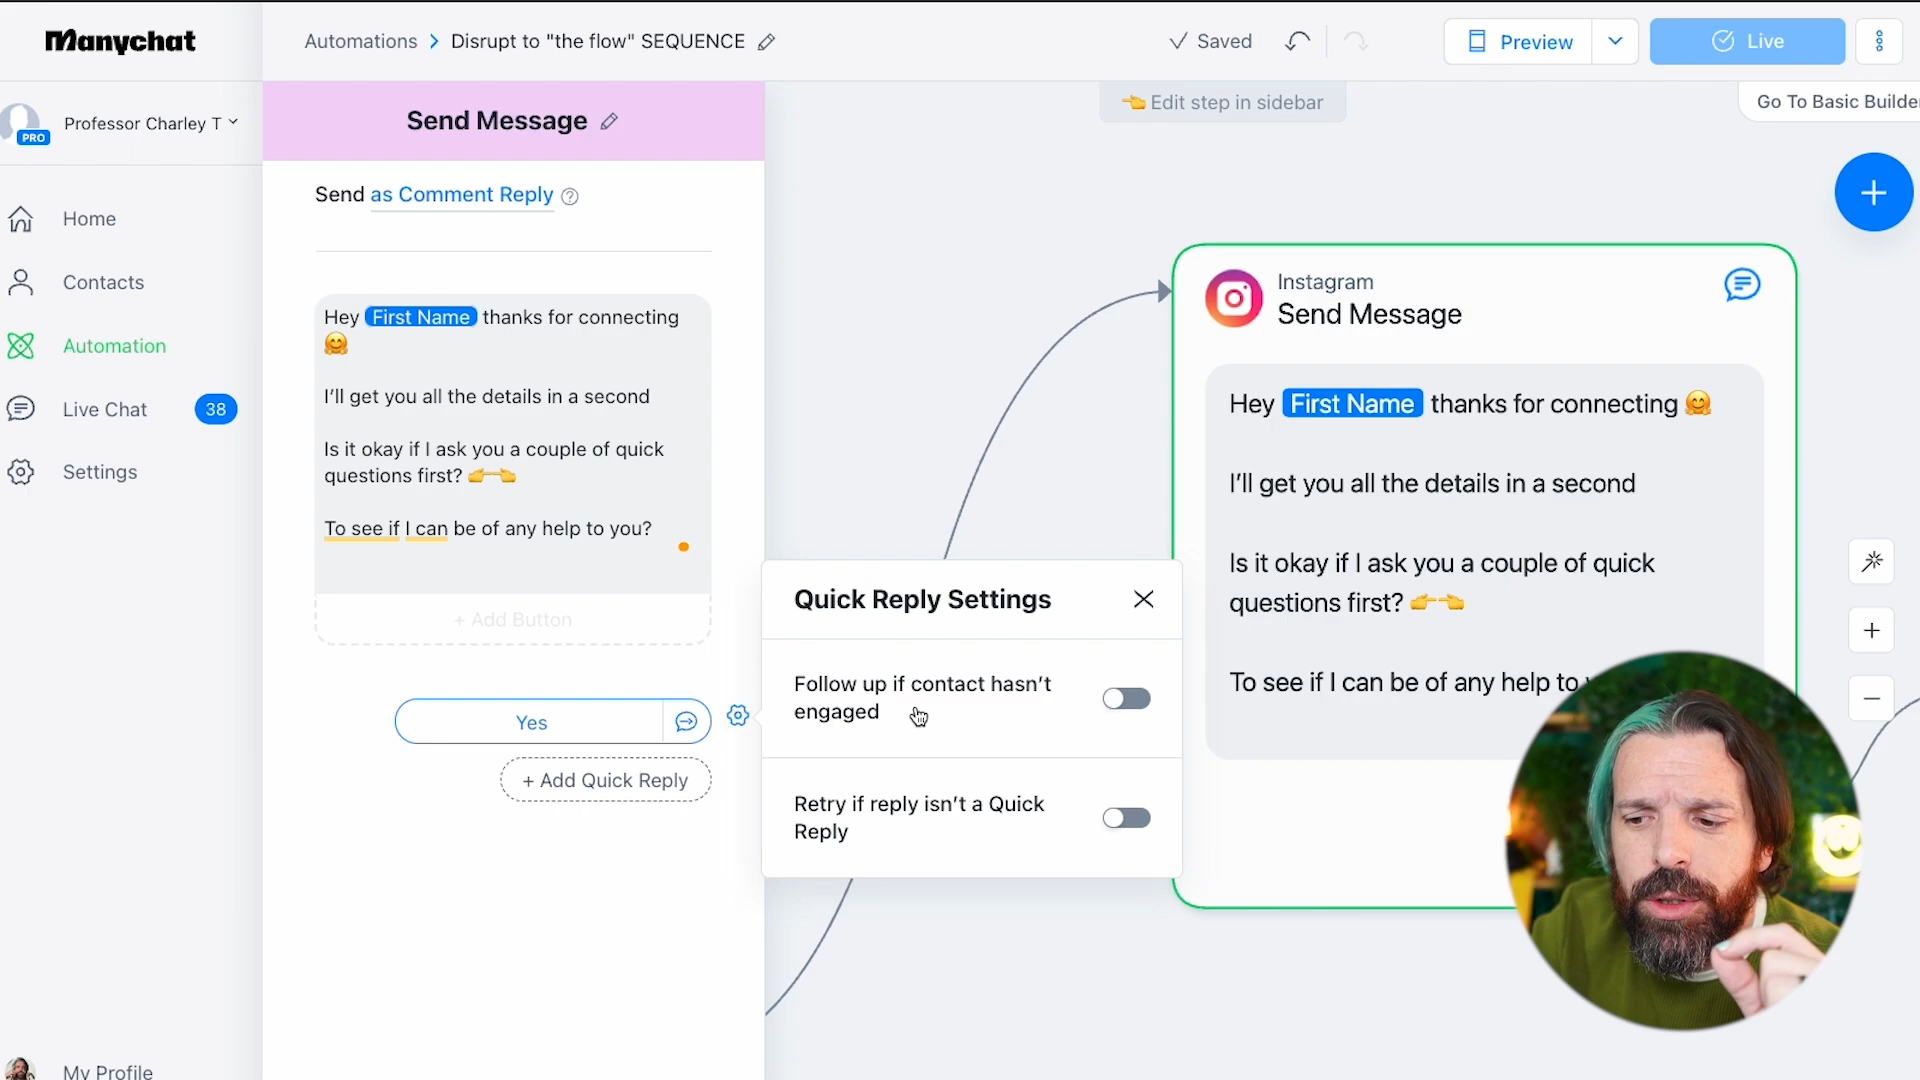 Manychat
Automations > Disrupt to "the flow" SEQUENCE
Saved
Preview
Live
Professor Charley T
PRO
Home
Contacts
Automation
Live Chat
38
Settings
My Profile
Send Message
Send as Comment Reply
Hey First Name thanks for connecting
🤗
I'll get you all the details in a second
Is it okay if I ask you a couple of quick
questions first? 👉👈
To see if I can be of any help to you?
+ Add Button
Yes
+ Add Quick Reply
Quick Reply Settings
Follow up if contact hasn't
engaged
Retry if reply isn't a Quick
Reply
👈 Edit step in sidebar
Go To Basic Builder
Instagram
Send Message
Hey First Name thanks for connecting 🤗
I'll get you all the details in a second
Is it okay if I ask you a couple of quick
questions first? 👉👈
To see if I can be of any help to